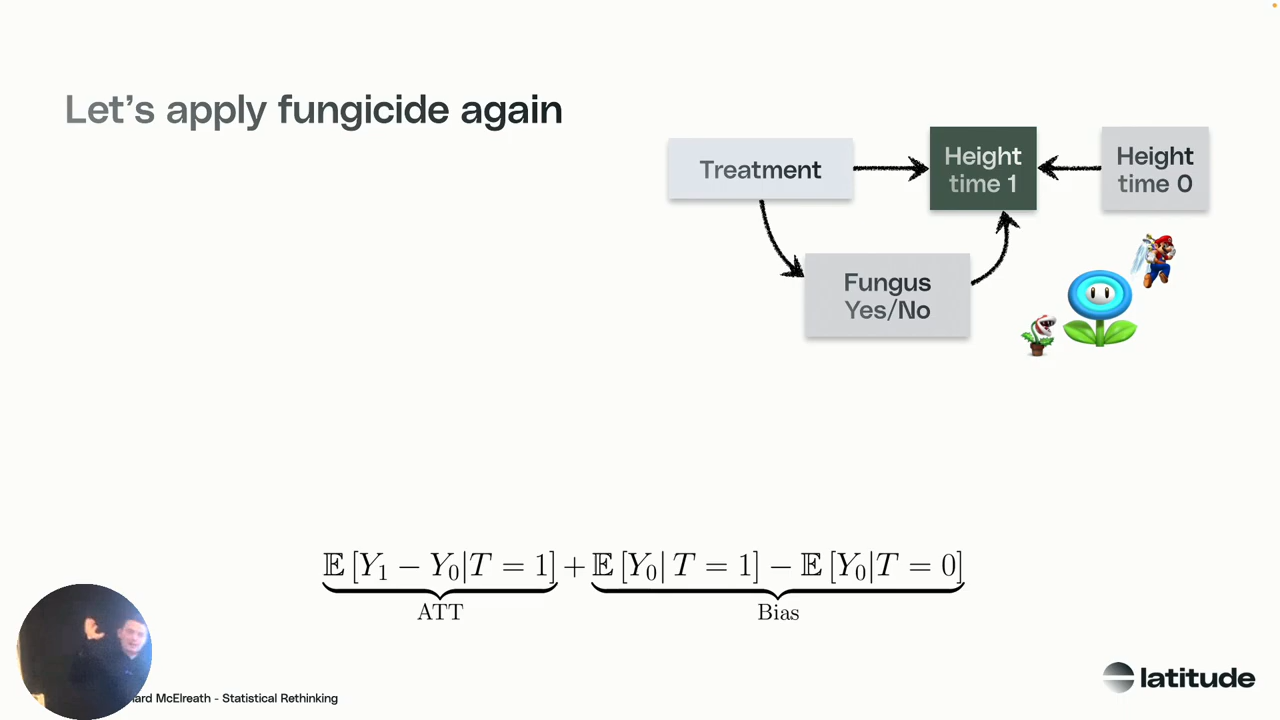 Let's apply fungicide again
Treatment
Height
time 1
Height
time 0
Fungus
Yes/No
𝔼 [Y₁ − Y₀|T = 1] + 𝔼 [Y₀| T = 1] − 𝔼 [Y₀|T = 0]
ATT
Bias
McElreath - Statistical Rethinking
latitude